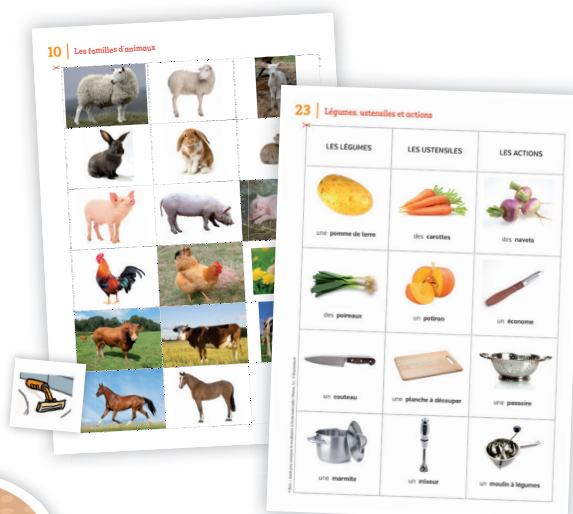 10 Les familles d'animaux
23 Légumes, ustensiles et actions
LES LÉGUMES LES USTENSILES LES ACTIONS
une pomme de terre des carottes des navets
des poireaux un potiron un économe
un couteau une planche à découper une passoire
une marmite un mixeur un moulin à légumes